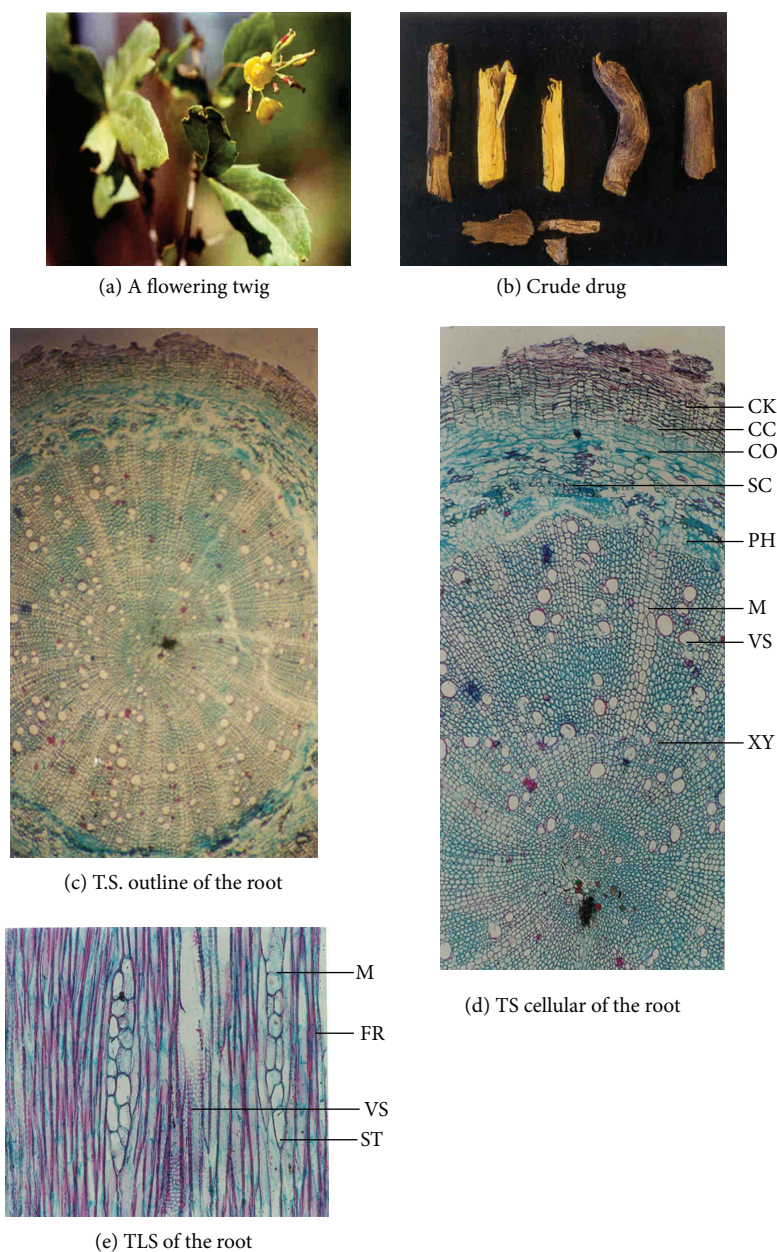 (a) A flowering twig
(b) Crude drug
CK
CC
CO
SC
PH
M
VS
XY
(c) T.S. outline of the root
(d) TS cellular of the root
M
FR
VS
ST
(e) TLS of the root